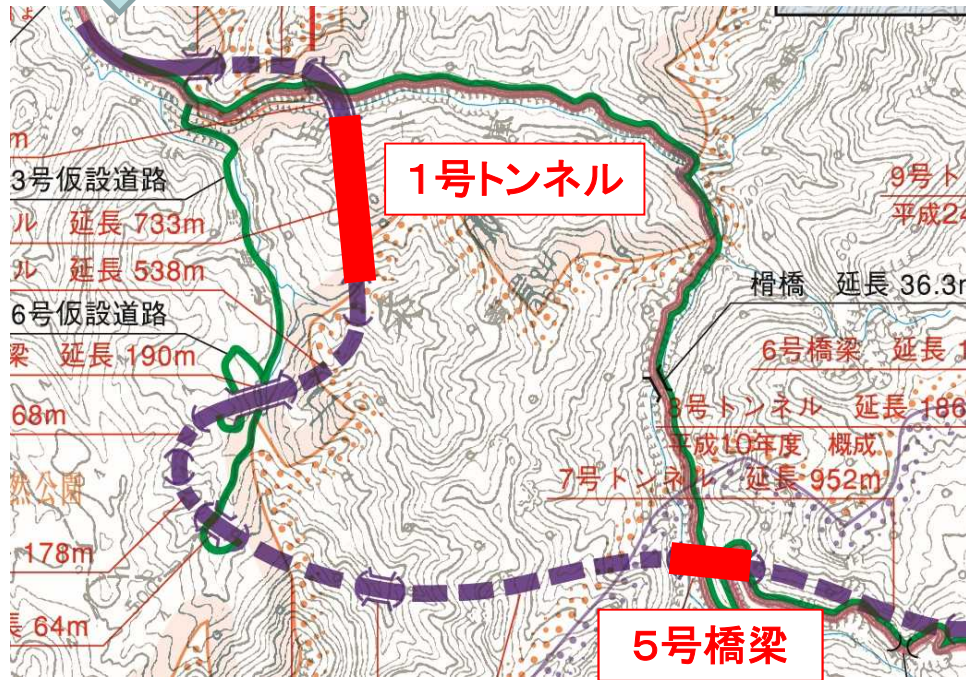 1号トンネル
m
3号仮設道路
ル 延長 733m
ル 延長 538m
6号仮設道路
梁 延長 190m
68m
然公園
178m
長 64m
9号ト
平成24
榾橋 延長 36.3m
6号橋梁 延長 1
8号トンネル 延長 186
平成10年度 概成
7号トンネル 延長 952m
5号橋梁